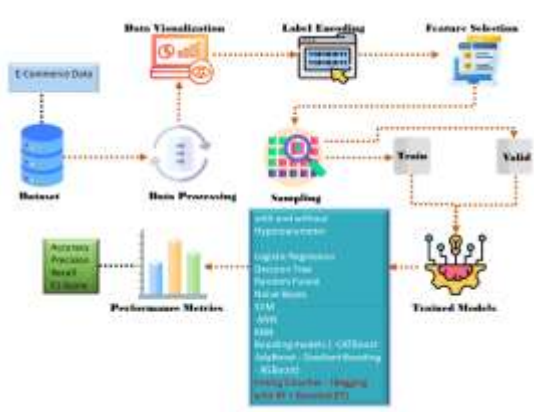 Data Visualization
Label Encoding
Feature Selection
E-Commerce Data
Dataset
Data Processing
Sampling
Train
Valid
with and without
Hyperparameter
Logistic Regression
Decision Tree
Random Forest
Naive Bayes
SVM
ANN
KNN
Boosting models ( CATBoost
AdaBoost - Gradient Boosting
- XGBoost)
Accuracy
Precision
Recall
F1-Score
Performance Metrics
Trained Models